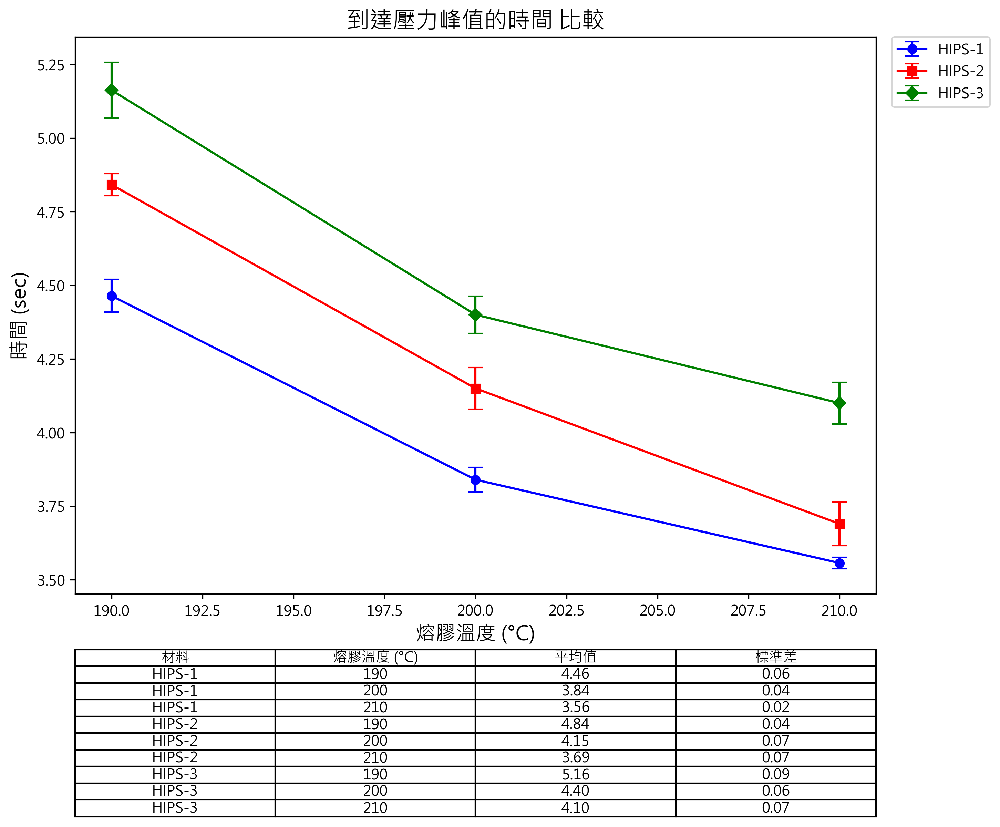 到達壓力峰值的時間 比較
HIPS-1
HIPS-2
HIPS-3
時間 (sec)
5.25
5.00
4.75
4.50
4.25
4.00
3.75
3.50
190.0 192.5 195.0 197.5 200.0 202.5 205.0 207.5 210.0
熔膠溫度 (°C)
材料 熔膠溫度 (°C) 平均值 標準差
HIPS-1 190 4.46 0.06
HIPS-1 200 3.84 0.04
HIPS-1 210 3.56 0.02
HIPS-2 190 4.84 0.04
HIPS-2 200 4.15 0.07
HIPS-2 210 3.69 0.07
HIPS-3 190 5.16 0.09
HIPS-3 200 4.40 0.06
HIPS-3 210 4.10 0.07